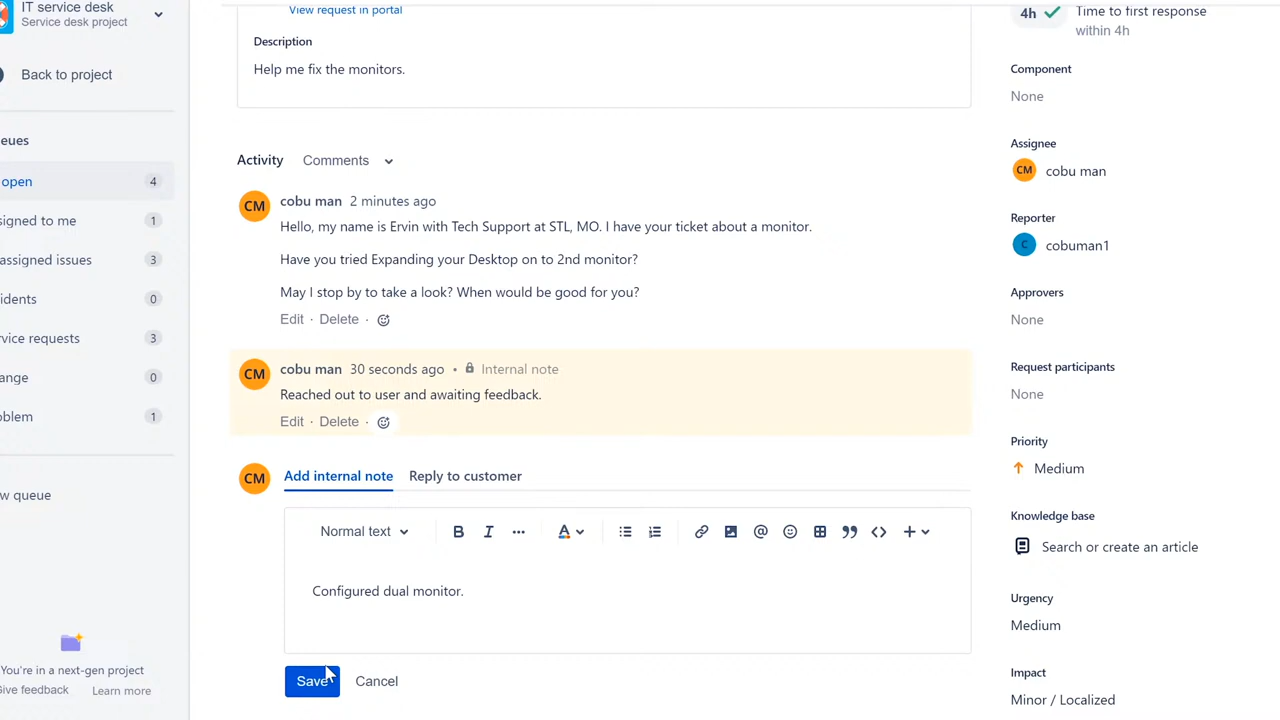 IT service desk
Service desk project
Back to project
eues
open
4
signed to me
1
assigned issues
3
idents
0
rvice requests
3
ange
0
oblem
1
w queue
You're in a next-gen project
Give feedback
Learn more
View request in portal
Description
Help me fix the monitors.
Activity
Comments
CM
cobu man 2 minutes ago
Hello, my name is Ervin with Tech Support at STL, MO. I have your ticket about a monitor.
Have you tried Expanding your Desktop on to 2nd monitor?
May I stop by to take a look? When would be good for you?
Edit · Delete ·
CM
cobu man 30 seconds ago • Internal note
Reached out to user and awaiting feedback.
Edit · Delete ·
CM
Add internal note
Reply to customer
Normal text
B I ... A @ +
Configured dual monitor.
Save
Cancel
4h
Time to first response
within 4h
Component
None
Assignee
CM cobu man
Reporter
C cobuman1
Approvers
None
Request participants
None
Priority
Medium
Knowledge base
Search or create an article
Urgency
Medium
Impact
Minor / Localized